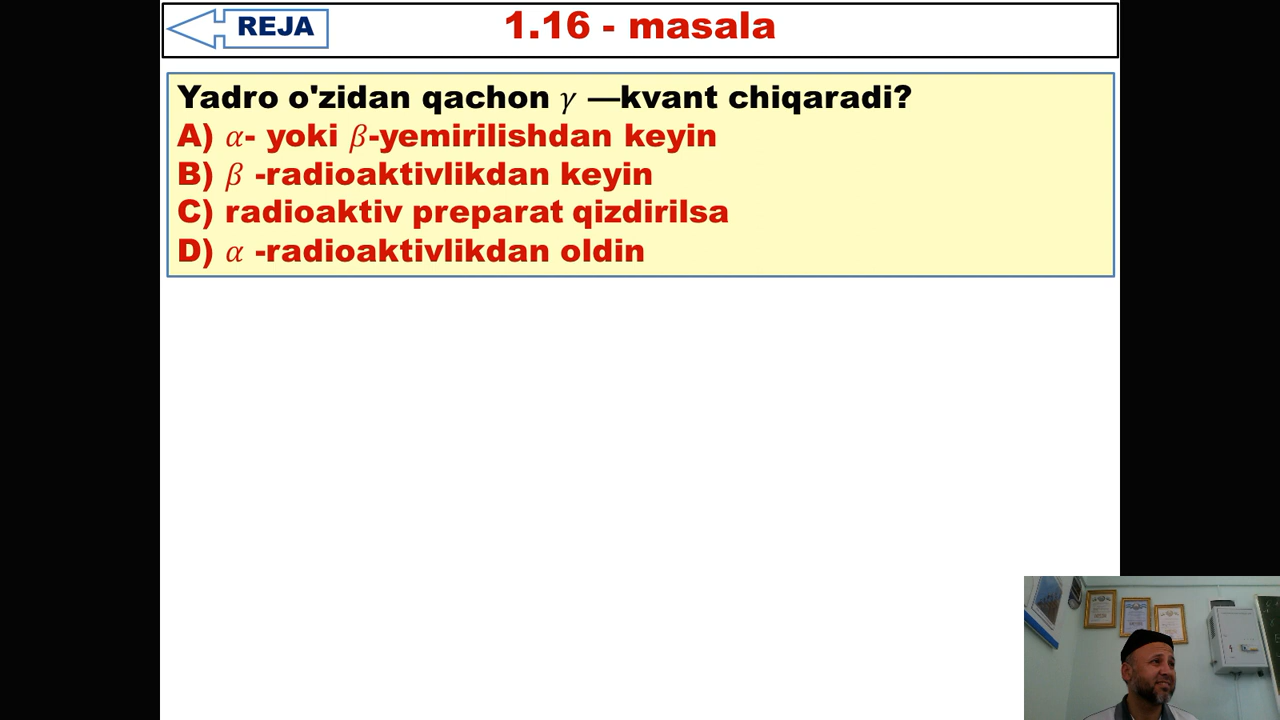 REJA
1.16 - masala
Yadro o'zidan qachon 𝛾 —kvant chiqaradi?
A) 𝛼- yoki 𝛽-yemirilishdan keyin
B) 𝛽 -radioaktivlikdan keyin
C) radioaktiv preparat qizdirilsa
D) 𝛼 -radioaktivlikdan oldin